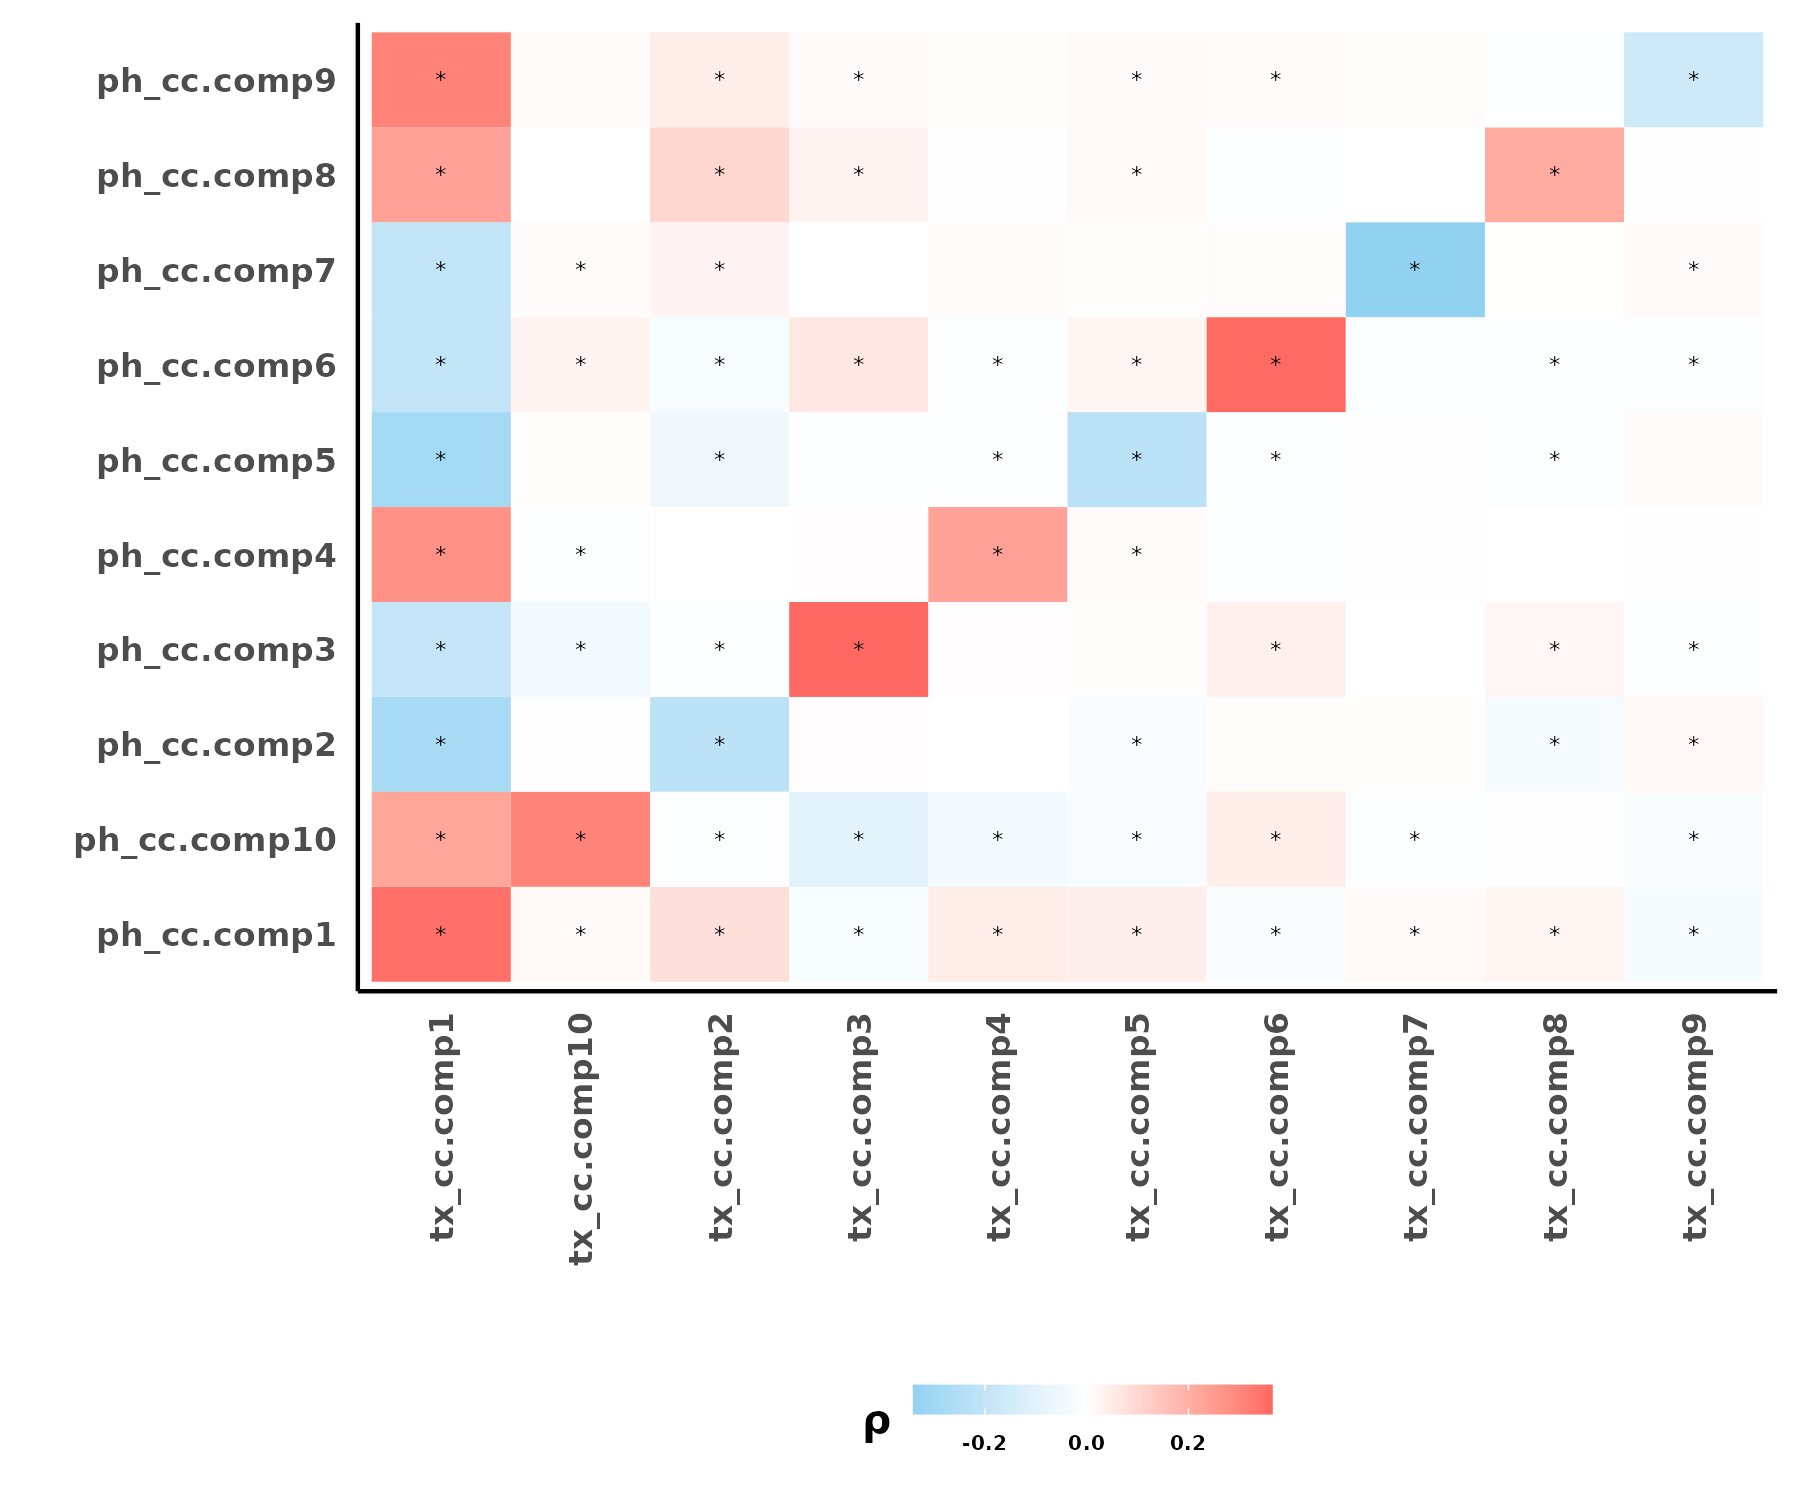 ph_cc.comp9 * * * * * *
ph_cc.comp8 * * * * *
ph_cc.comp7 * * * * *
ph_cc.comp6 * * * * * * * * *
ph_cc.comp5 * * * * * *
ph_cc.comp4 * * * *
ph_cc.comp3 * * * * * * *
ph_cc.comp2 * * * * *
ph_cc.comp10 * * * * * * * * *
ph_cc.comp1 * * * * * * * * * *
tx_cc.comp1
tx_cc.comp10
tx_cc.comp2
tx_cc.comp3
tx_cc.comp4
tx_cc.comp5
tx_cc.comp6
tx_cc.comp7
tx_cc.comp8
tx_cc.comp9
ρ
-0.2 0.0 0.2